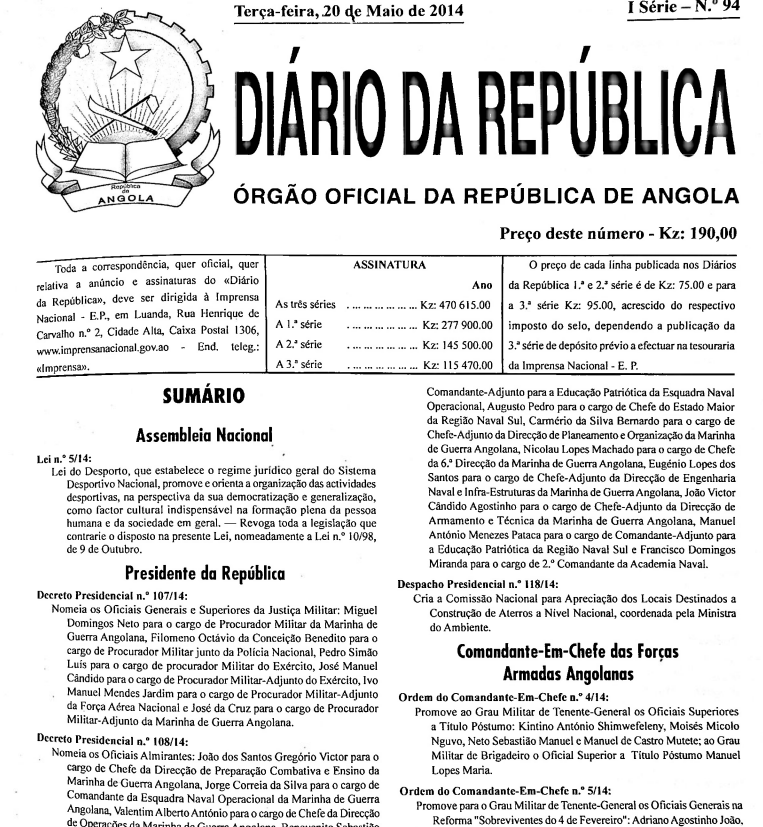 Terça-feira, 20 de Maio de 2014
I Série – N.º 94
República
de
ANGOLA
DIÁRIO DA REPÚBLICA
ÓRGÃO OFICIAL DA REPÚBLICA DE ANGOLA
Preço deste número - Kz: 190,00
Toda a correspondência, quer oficial, quer
relativa a anúncio e assinaturas do «Diário
da República», deve ser dirigida à Imprensa
Nacional - E.P., em Luanda, Rua Henrique de
Carvalho n.º 2, Cidade Alta, Caixa Postal 1306,
www.imprensanacional.gov.ao - End. teleg.:
«Imprensa».
ASSINATURA
Ano
As três séries . ... ... ... ... ... ... Kz: 470 615.00
A 1.ª série . ... ... ... ... ... ... Kz: 277 900.00
A 2.ª série . ... ... ... ... ... ... Kz: 145 500.00
A 3.ª série . ... ... ... ... ... ... Kz: 115 470.00
O preço de cada linha publicada nos Diários
da República 1.ª e 2.ª série é de Kz: 75.00 e para
a 3.ª série Kz: 95.00, acrescido do respectivo
imposto do selo, dependendo a publicação da
3.ª série de depósito prévio a efectuar na tesouraria
da Imprensa Nacional - E. P.
SUMÁRIO
Assembleia Nacional
Lei n.º 5/14:
Lei do Desporto, que estabelece o regime jurídico geral do Sistema
Desportivo Nacional, promove e orienta a organização das actividades
desportivas, na perspectiva da sua democratização e generalização,
como factor cultural indispensável na formação plena da pessoa
humana e da sociedade em geral. — Revoga toda a legislação que
contrarie o disposto na presente Lei, nomeadamente a Lei n.º 10/98,
de 9 de Outubro.
Presidente da República
Decreto Presidencial n.º 107/14:
Nomeia os Oficiais Generais e Superiores da Justiça Militar: Miguel
Domingos Neto para o cargo de Procurador Militar da Marinha de
Guerra Angolana, Filomeno Octávio da Conceição Benedito para o
cargo de Procurador Militar junto da Polícia Nacional, Pedro Simão
Luís para o cargo de procurador Militar do Exército, José Manuel
Cândido para o cargo de Procurador Militar-Adjunto do Exército, Ivo
Manuel Mendes Jardim para o cargo de Procurador Militar-Adjunto
da Força Aérea Nacional e José da Cruz para o cargo de Procurador
Militar-Adjunto da Marinha de Guerra Angolana.
Decreto Presidencial n.º 108/14:
Nomeia os Oficiais Almirantes: João dos Santos Gregório Victor para o
cargo de Chefe da Direcção de Preparação Combativa e Ensino da
Marinha de Guerra Angolana, Jorge Correia da Silva para o cargo de
Comandante da Esquadra Naval Operacional da Marinha de Guerra
Angolana, Valentim Alberto António para o cargo de Chefe da Direcção
de Operações da Marinha de Guerra Angolana, Sebastião
Comandante-Adjunto para a Educação Patriótica da Esquadra Naval
Operacional, Augusto Pedro para o cargo de Chefe do Estado Maior
da Região Naval Sul, Carmério da Silva Bernardo para o cargo de
Chefe-Adjunto da Direcção de Planeamento e Organização da Marinha
de Guerra Angolana, Nicolau Lopes Machado para o cargo de Chefe
da 6.ª Direcção da Marinha de Guerra Angolana, Eugénio Lopes dos
Santos para o cargo de Chefe-Adjunto da Direcção de Engenharia
Naval e Infra-Estruturas da Marinha de Guerra Angolana, João Victor
Cândido Agostinho para o cargo de Chefe-Adjunto da Direcção de
Armamento e Técnica da Marinha de Guerra Angolana, Manuel
António Menezes Pataca para o cargo de Comandante-Adjunto para
a Educação Patriótica da Região Naval Sul e Francisco Domingos
Miranda para o cargo de 2.º Comandante da Academia Naval.
Despacho Presidencial n.º 118/14:
Cria a Comissão Nacional para Apreciação dos Locais Destinados a
Construção de Aterros a Nível Nacional, coordenada pela Ministra
do Ambiente.
Comandante-Em-Chefe das Forças
Armadas Angolanas
Ordem do Comandante-Em-Chefe n.º 4/14:
Promove ao Grau Militar de Tenente-General os Oficiais Superiores
a Título Póstumo: Kintino António Shimwefeleny, Moisés Micolo
Nguvo, Neto Sebastião Manuel e Manuel de Castro Mutete; ao Grau
Militar de Brigadeiro o Oficial Superior a Título Póstumo Manuel
Lopes Maria.
Ordem do Comandante-Em-Chefe n.º 5/14:
Promove para o Grau Militar de Tenente-General os Oficiais Generais na
Reforma "Sobreviventes do 4 de Fevereiro": Adriano Agostinho João,